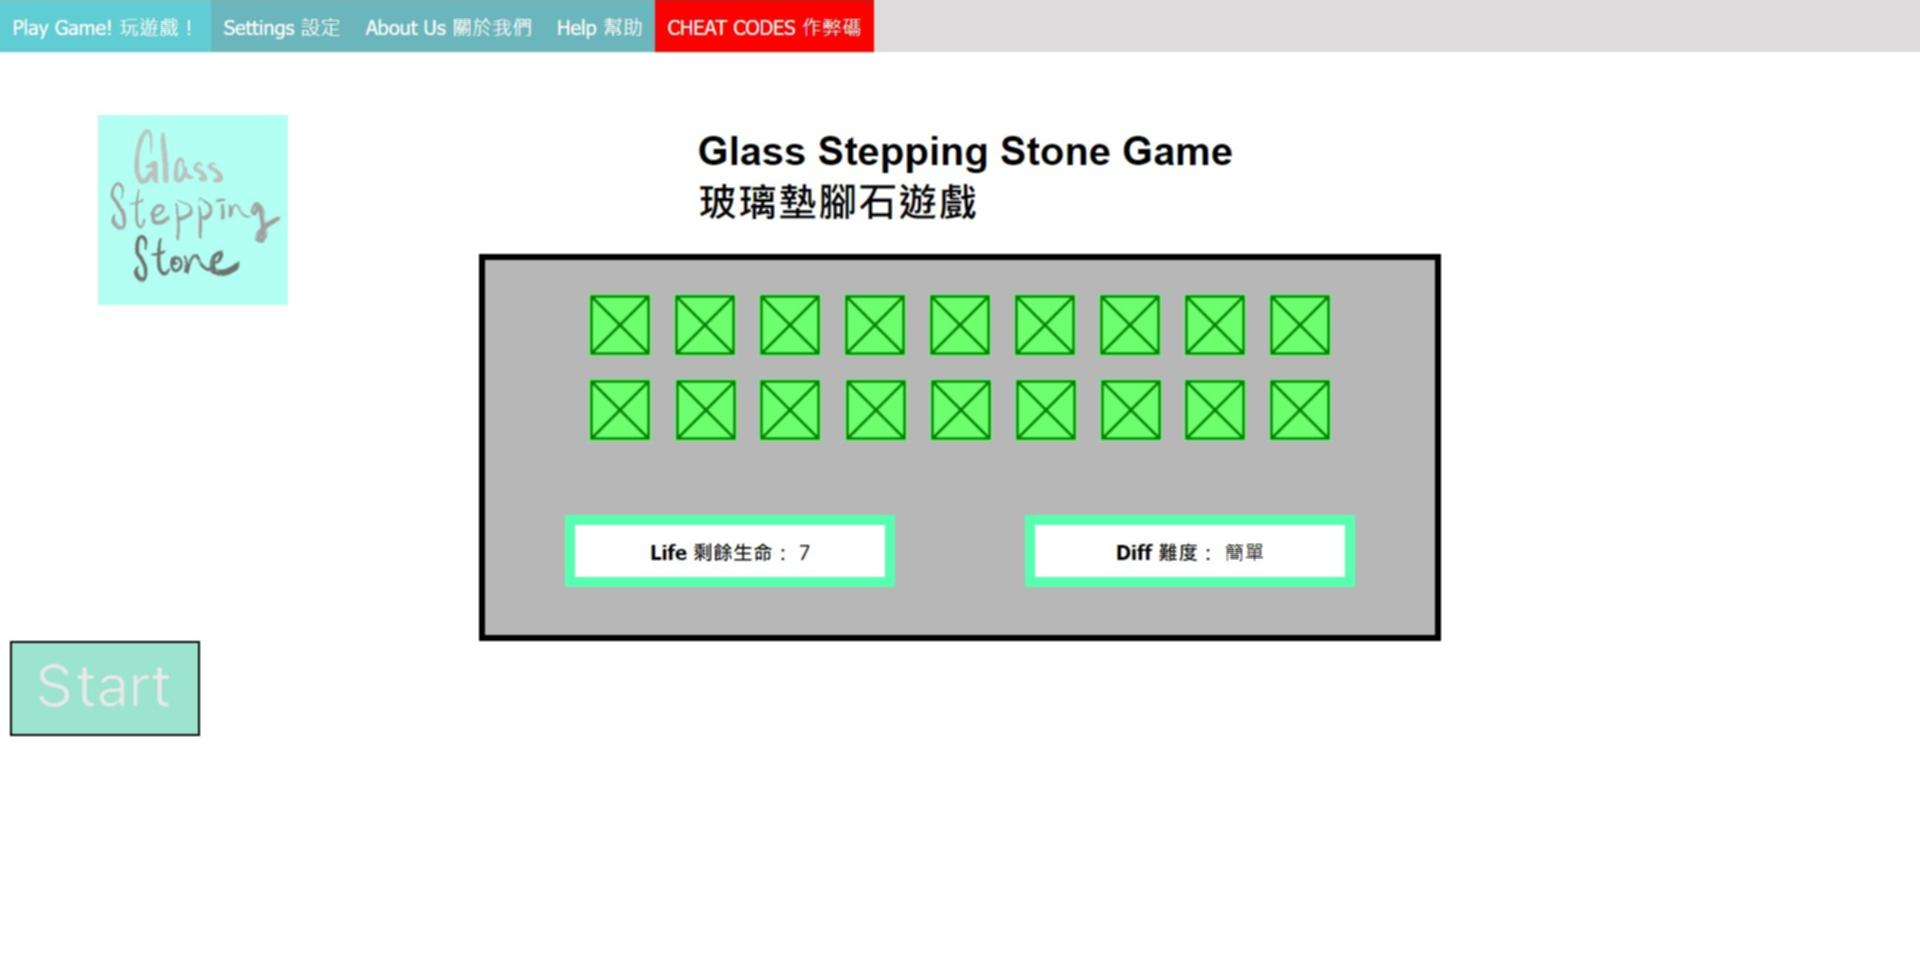 Play Game! 玩遊戲！ Settings 設定 About Us 關於我們 Help 幫助 CHEAT CODES 作弊碼
Glass
Stepping
Stone
Glass Stepping Stone Game
玻璃墊腳石遊戲
Life 剩餘生命： 7
Diff 難度： 簡單
Start